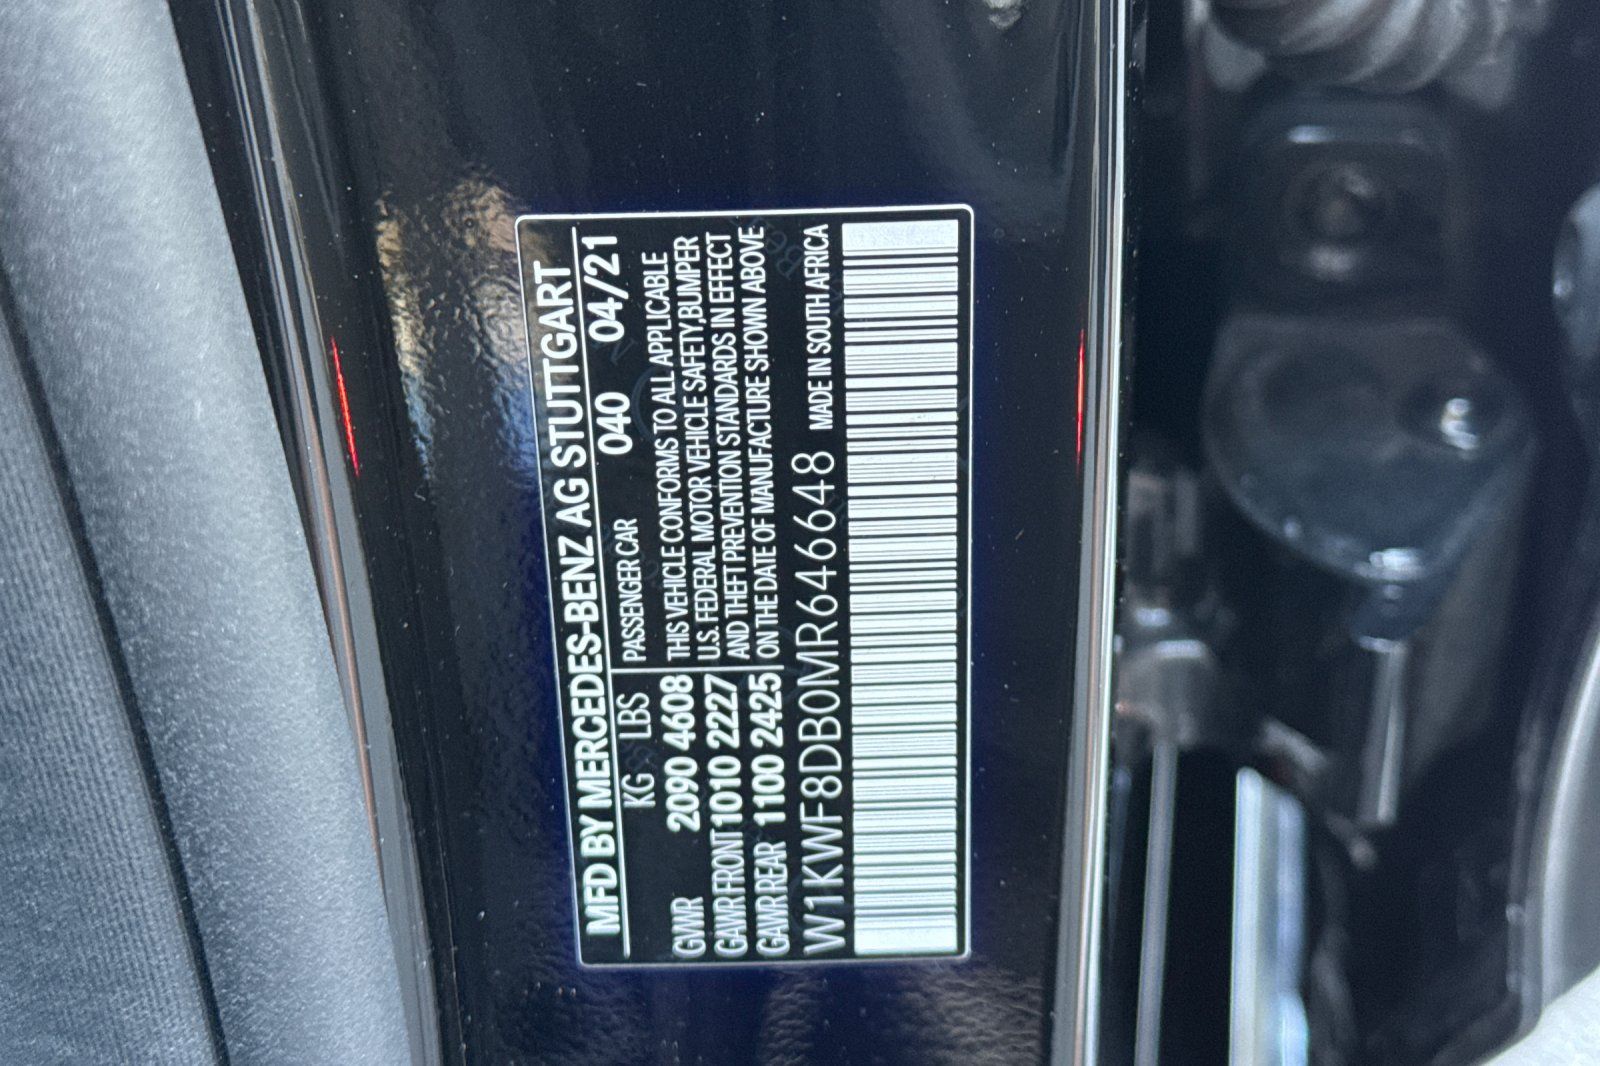 MFD BY MERCEDES-BENZ AG STUTTGART
KG LBS PASSENGER CAR 040 04/21
GVWR 2090 4608 THIS VEHICLE CONFORMS TO ALL APPLICABLE
GAWR FRONT 1010 2227 U.S. FEDERAL MOTOR VEHICLE SAFETY, BUMPER
AND THEFT PREVENTION STANDARDS IN EFFECT
GAWR REAR 1100 2425 ON THE DATE OF MANUFACTURE SHOWN ABOVE
W1KWF8DB0MR646648 MADE IN SOUTH AFRICA